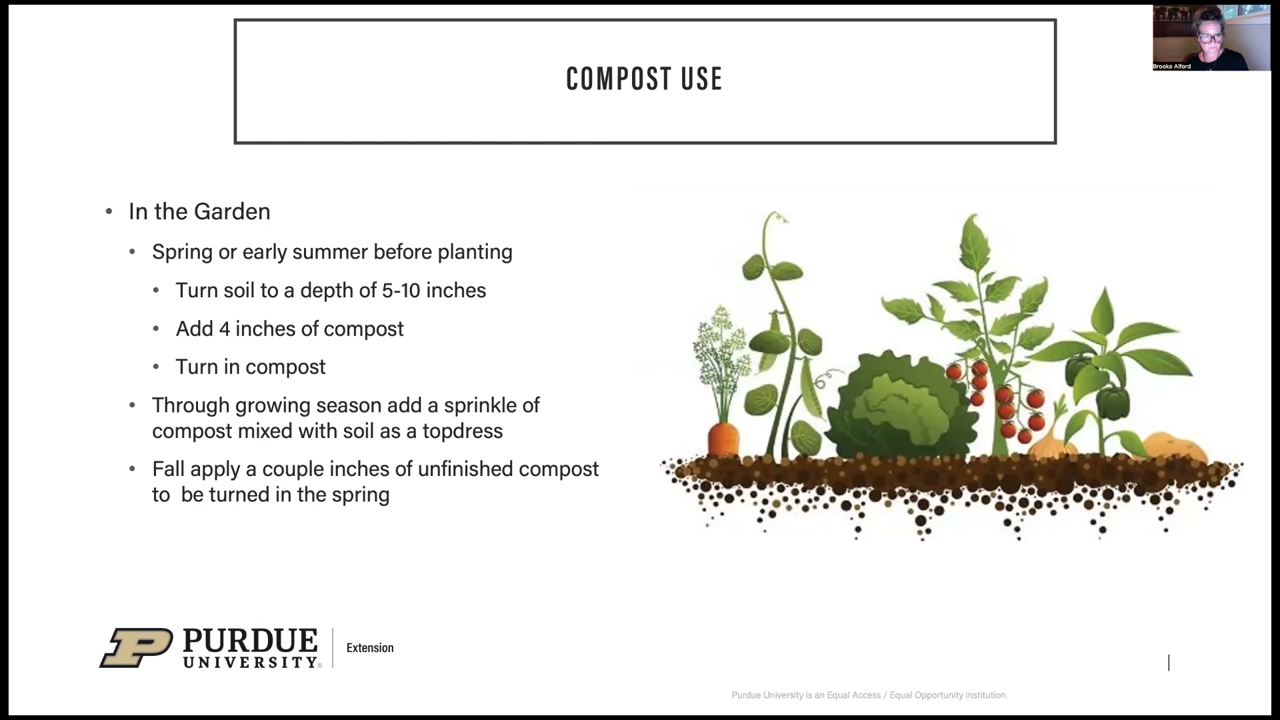 COMPOST USE
Brooke Alford
• In the Garden
• Spring or early summer before planting
• Turn soil to a depth of 5-10 inches
• Add 4 inches of compost
• Turn in compost
• Through growing season add a sprinkle of
compost mixed with soil as a topdress
• Fall apply a couple inches of unfinished compost
to  be turned in the spring
P PURDUE
UNIVERSITY®
Extension
Purdue University is an Equal Access / Equal Opportunity institution.